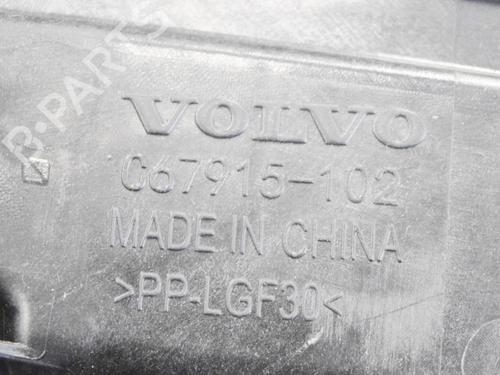 B-PARTS
VOLVO
C67915-102
MADE IN CHINA
>PP-LGF30<